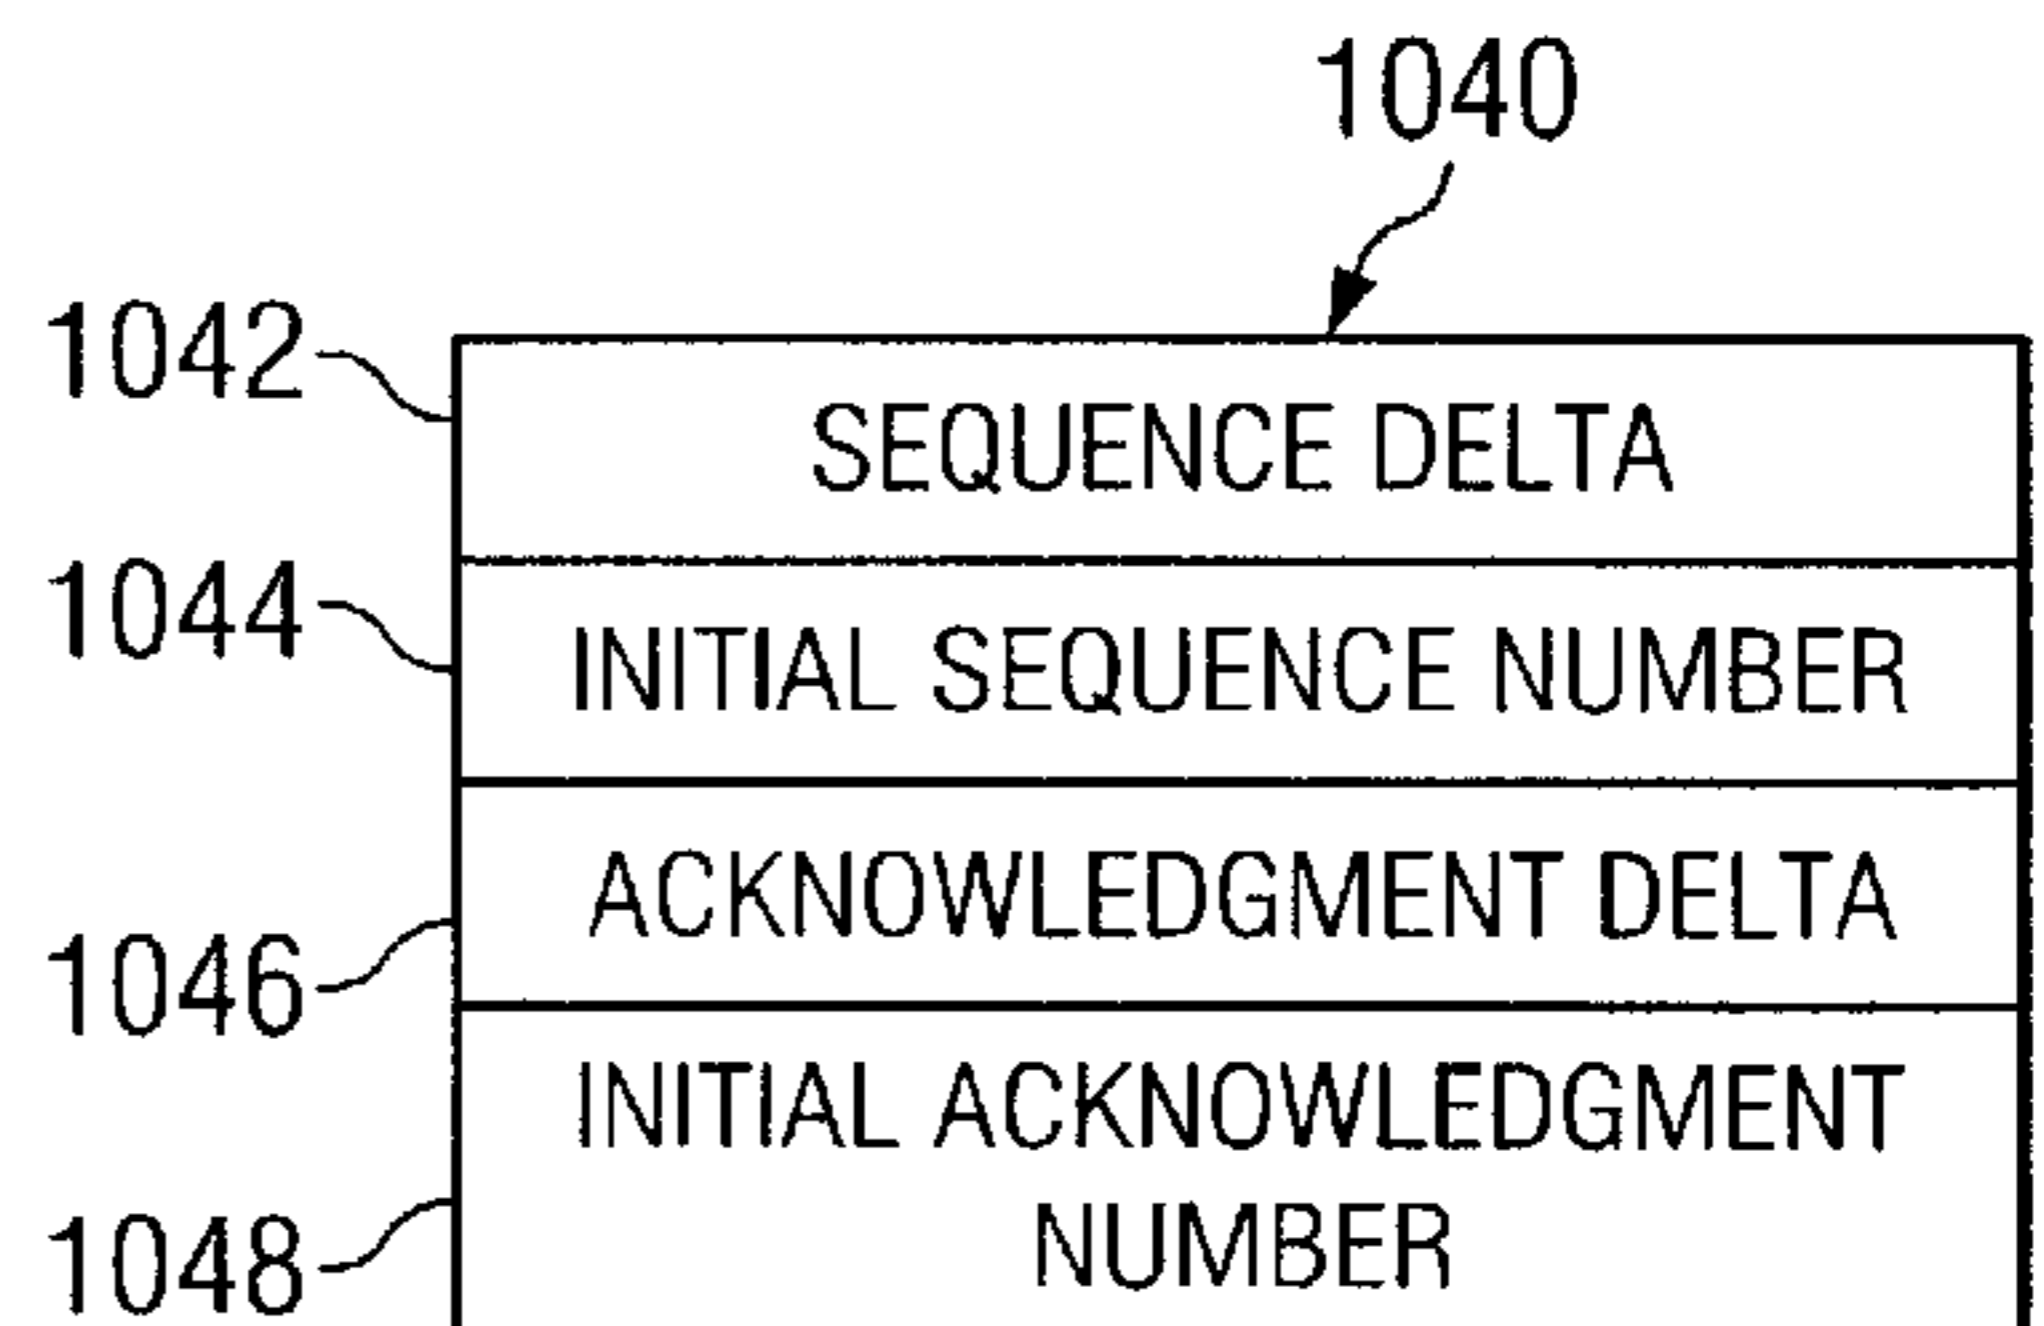 1040
1042
SEQUENCE DELTA
1044
INITIAL SEQUENCE NUMBER
ACKNOWLEDGMENT DELTA
1046
INITIAL ACKNOWLEDGMENT
NUMBER
1048